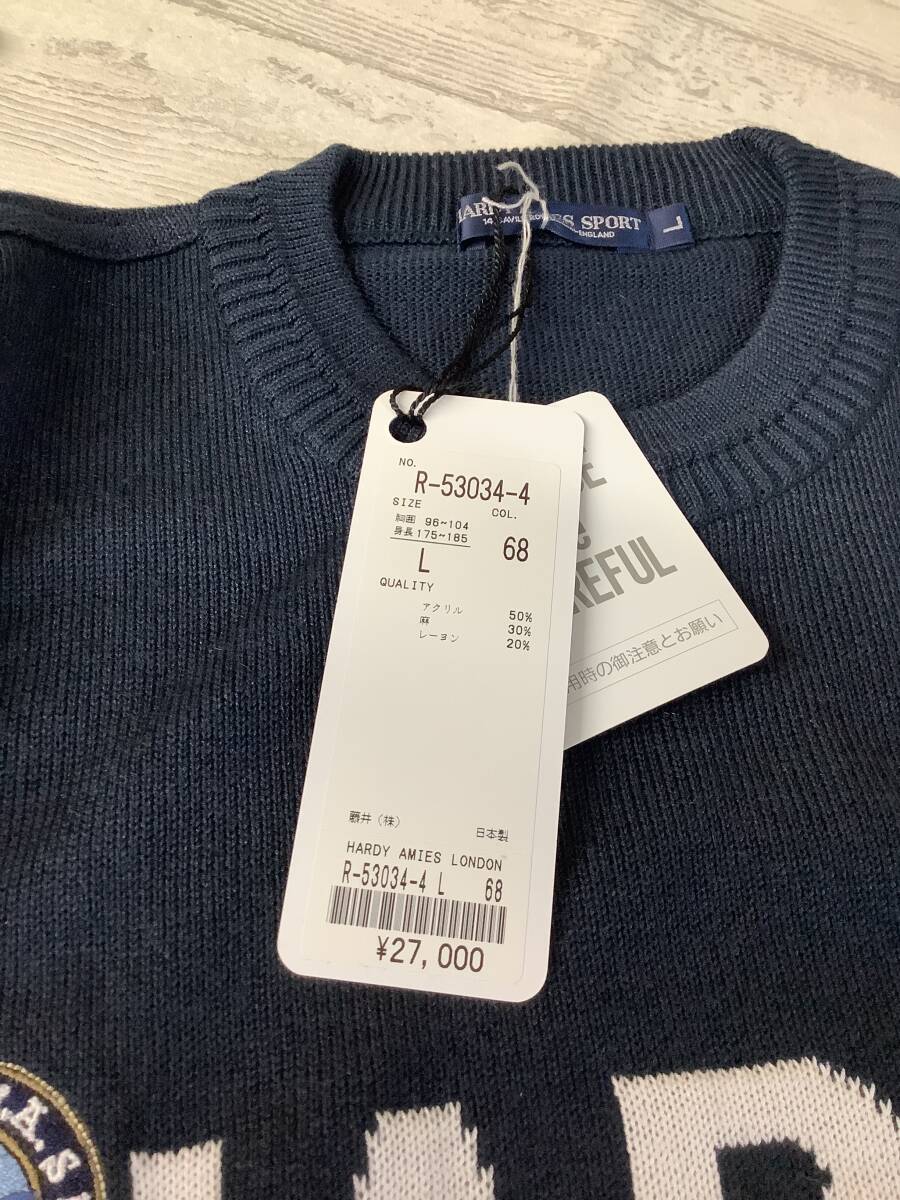 SPORT
ENGLAND
L
NO.
R-53034-4
SIZE COL.
胸囲 96~104
身長 175~185
L 68
QUALITY
アクリル 50%
麻 30%
レーヨン 20%
藤井(株) 日本製
HARDY AMIES LONDON
R-53034-4 L 68
¥27,000
REFUL
用時の御注意とお願い
H.A.S
HAR